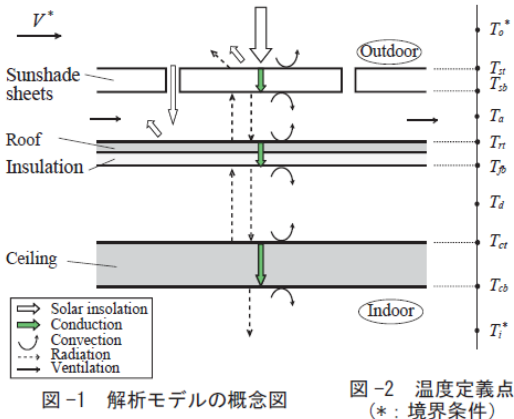 V*
Outdoor
Sunshade
sheets
Roof
Insulation
Ceiling
Indoor
Solar insolation
Conduction
Convection
Radiation
Ventilation
To*
Tst
Tsb
Ta
Trt
Tfb
Td
Tct
Tcb
Ti*
図-1 解析モデルの概念図
図-2 温度定義点
(*:境界条件)